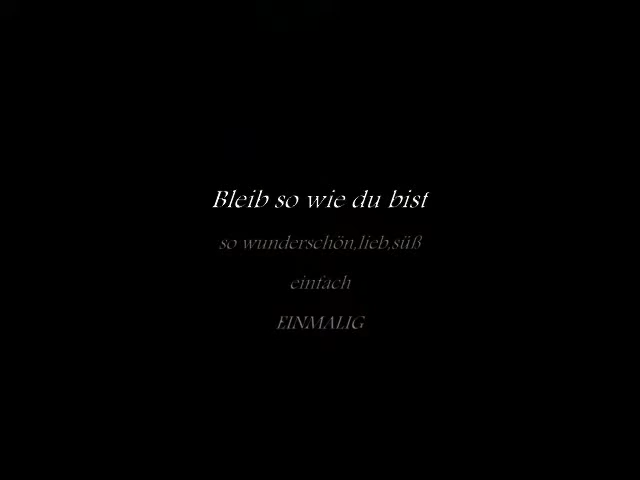 Bleib so wie du bist
so wunderschön,lieb,süß
einfach
EINMALIG